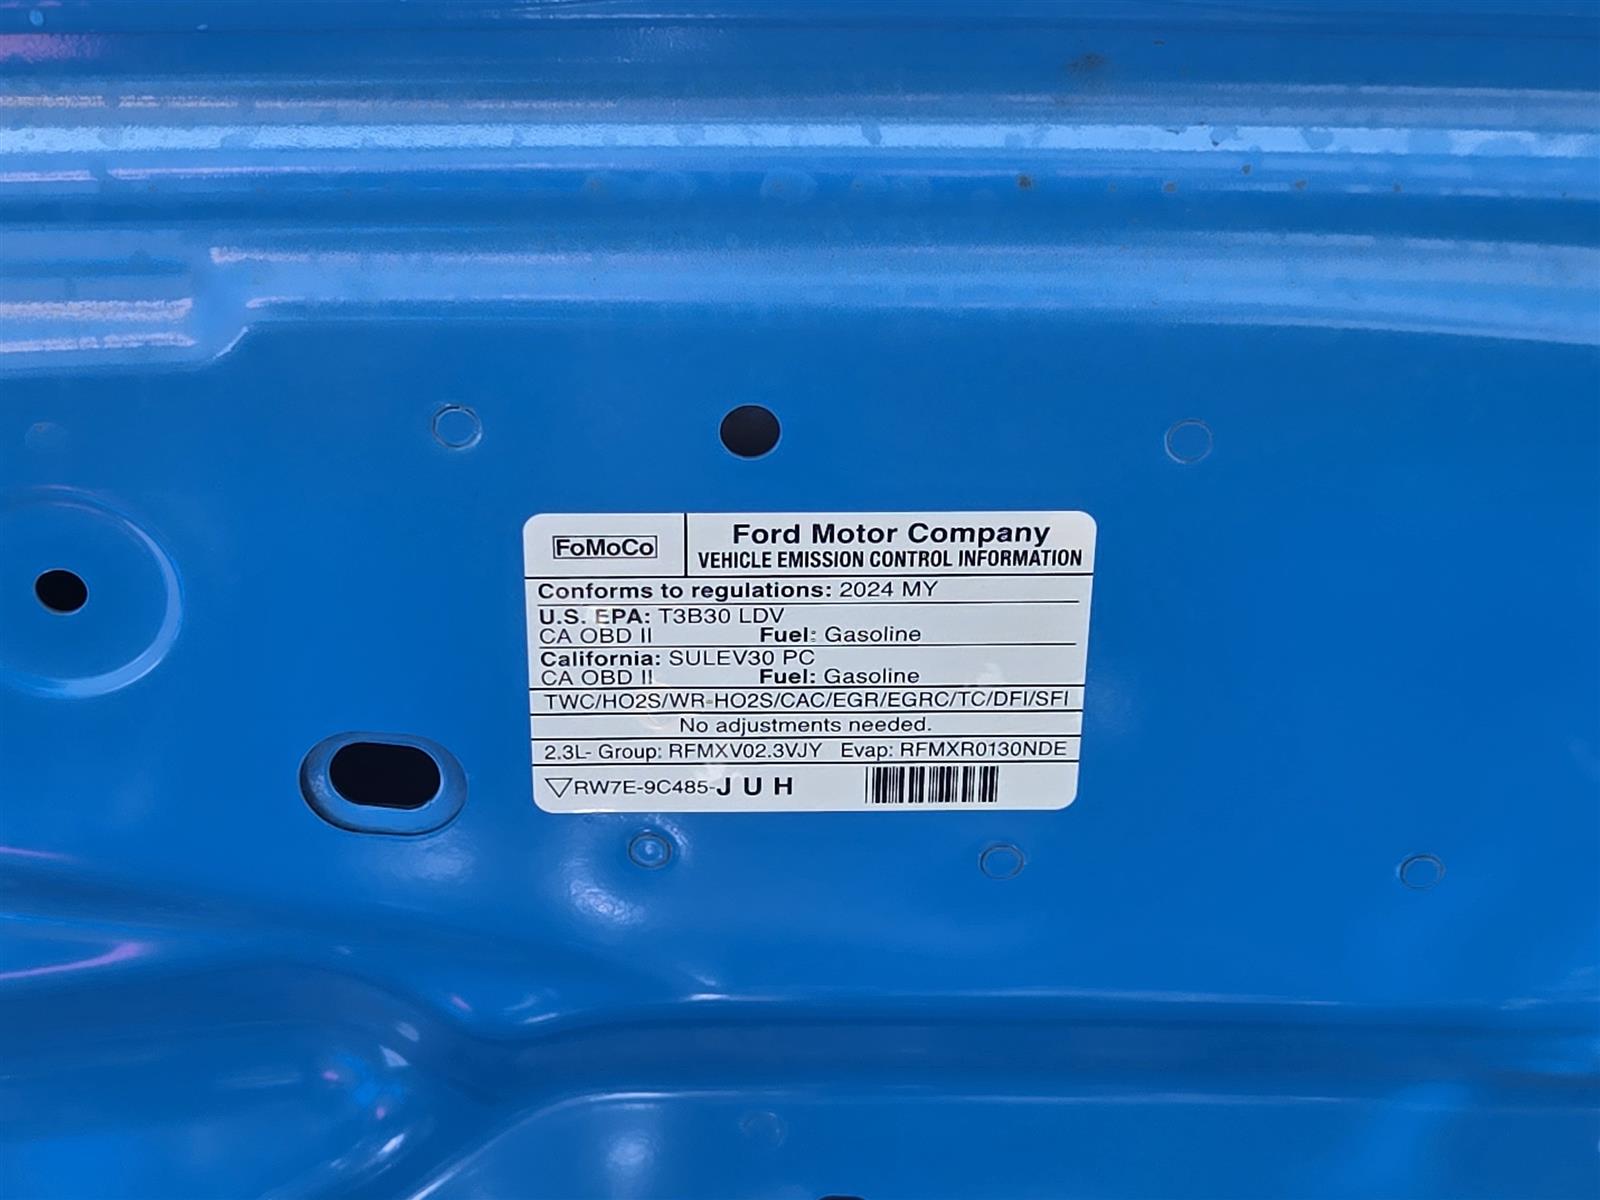 FoMoCo
Ford Motor Company
VEHICLE EMISSION CONTROL INFORMATION
Conforms to regulations: 2024 MY
U.S. EPA: T3B30 LDV
CA OBD II Fuel: Gasoline
California: SULEV30 PC
CA OBD II Fuel: Gasoline
TWC/HO2S/WR-HO2S/CAC/EGR/EGRC/TC/DFI/SFI
No adjustments needed.
2.3L- Group: RFMXV02.3VJY Evap: RFMXR0130NDE
▽RW7E-9C485-J U H